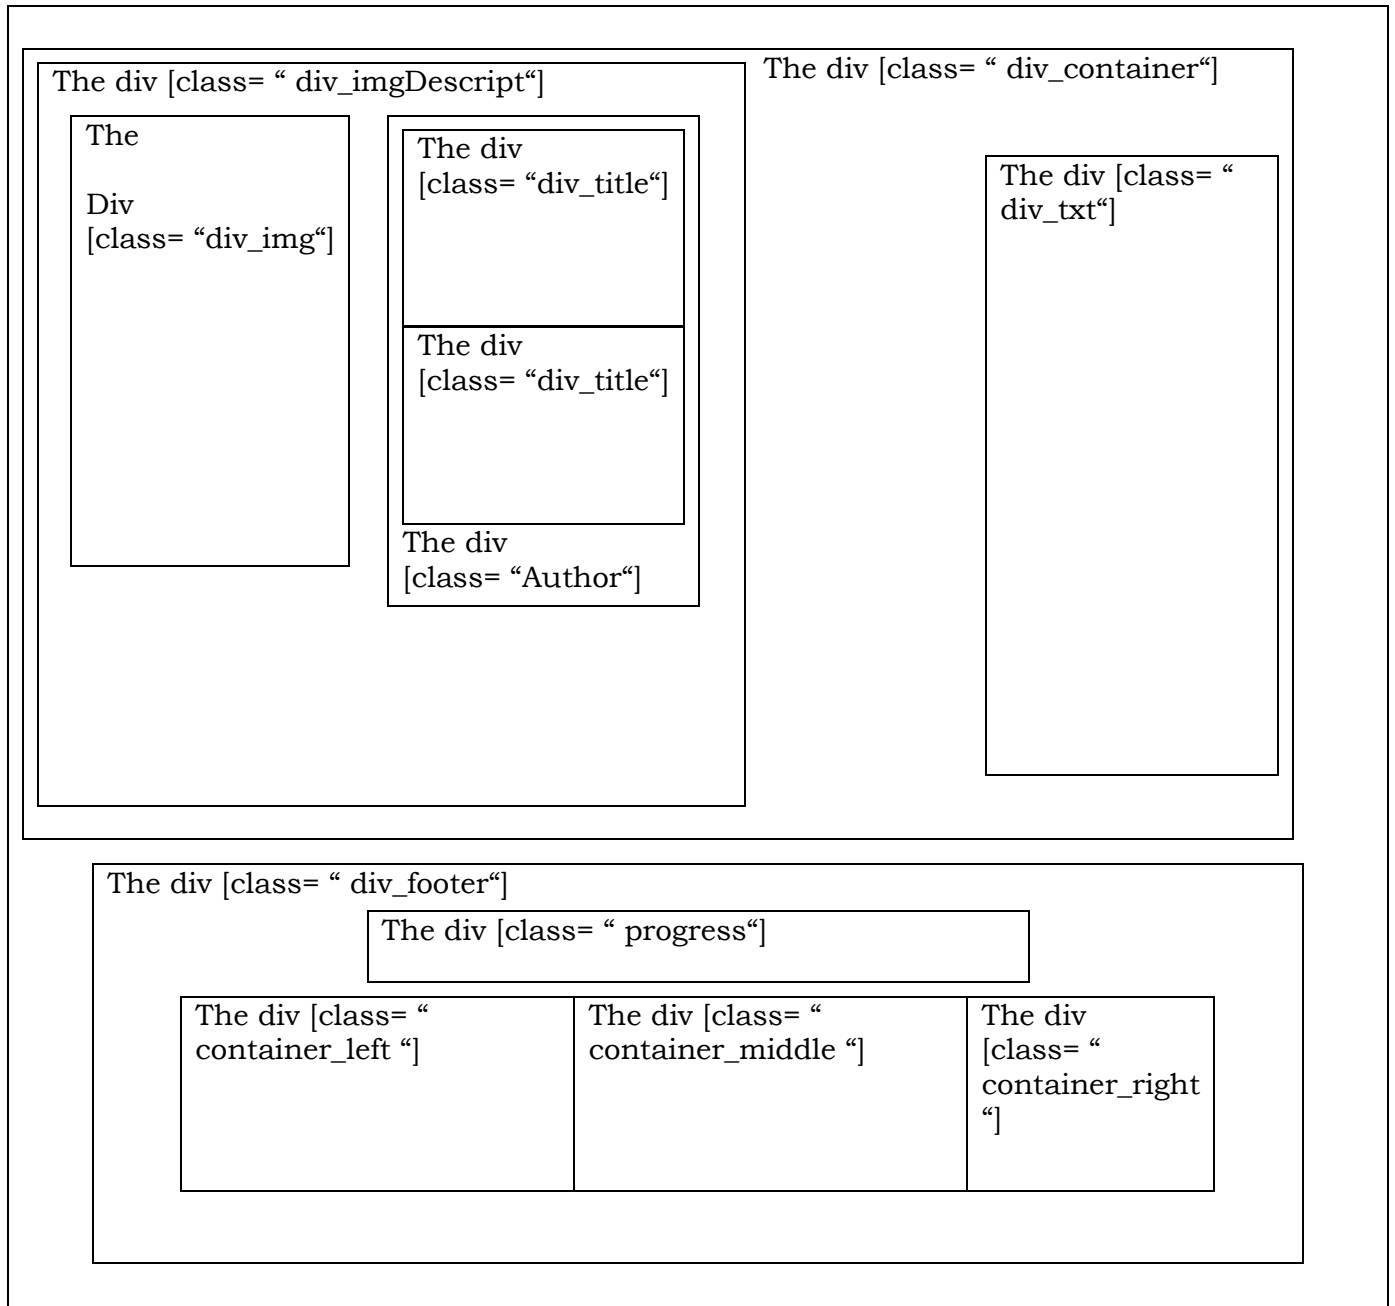 The div [class= “ div_imgDescript“]
The div [class= “ div_container“]
The
Div
[class= “div_img“]
The div
[class= “div_title“]
The div
[class= “div_title“]
The div
[class= “Author“]
The div [class= “
div_txt“]
The div [class= “ div_footer“]
The div [class= “ progress“]
The div [class= “
container_left “]
The div [class= “
container_middle “]
The div
[class= “
container_right
“]